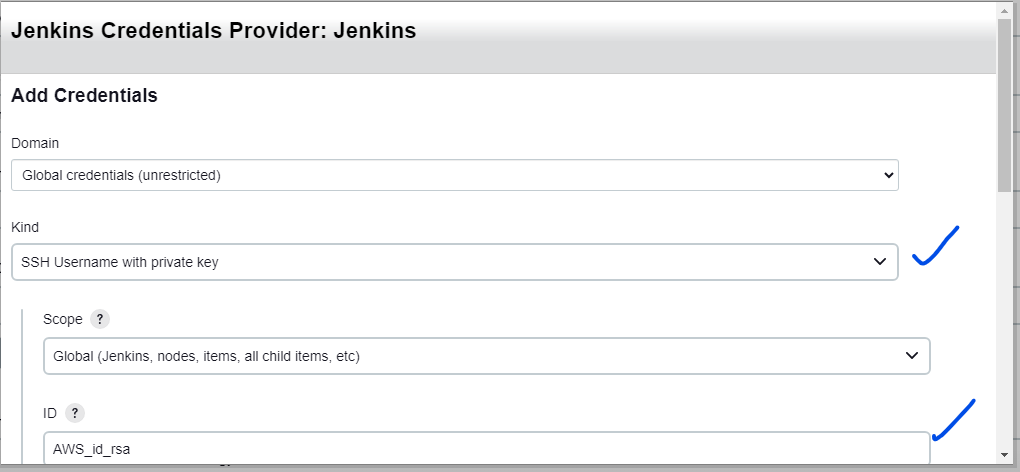 Jenkins Credentials Provider: Jenkins
Add Credentials
Domain
Global credentials (unrestricted)
Kind
SSH Username with private key
Scope ?
Global (Jenkins, nodes, items, all child items, etc)
ID ?
AWS_id_rsa